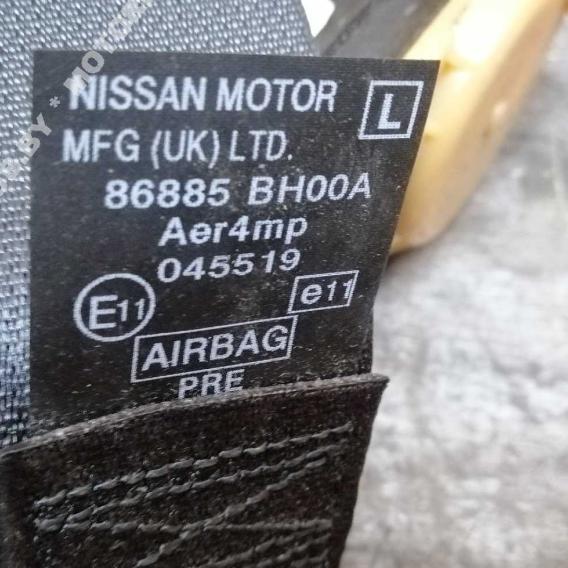 NISSAN MOTOR L
MFG (UK) LTD.
86885 BH00A
Aer4mp
045519
E11 e11
AIRBAG
PRE